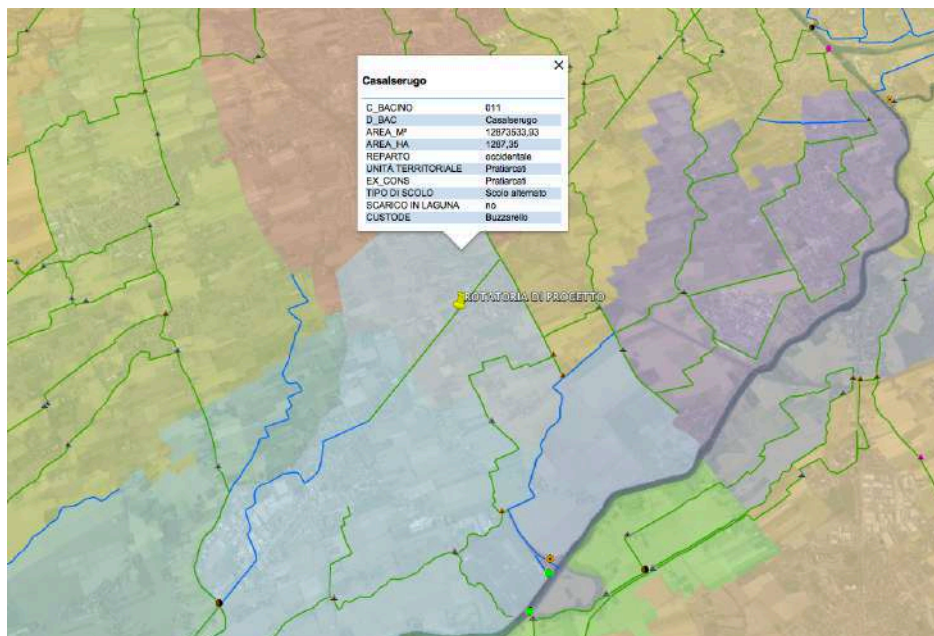 Casalserugo
C_BACINO 011
D_BAC Casalserugo
AREA_M² 12873533,93
AREA_HA 1287,35
REPARTO occidentale
UNITÀ TERRITORIALE Pratiarcati
EX_CONS Pratiarcati
TIPO DI SCOLO Scolo alternato
SCARICO IN LAGUNA no
CUSTODE Buzzarello
ROTATORIA DI PROGETTO